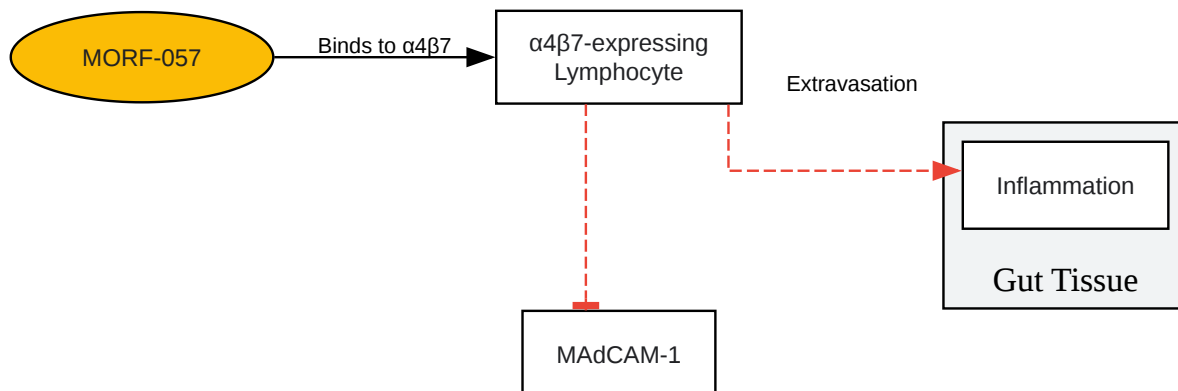 MORF-057
Binds to α4β7
α4β7-expressing
Lymphocyte
Extravasation
Inflammation
Gut Tissue
MAdCAM-1